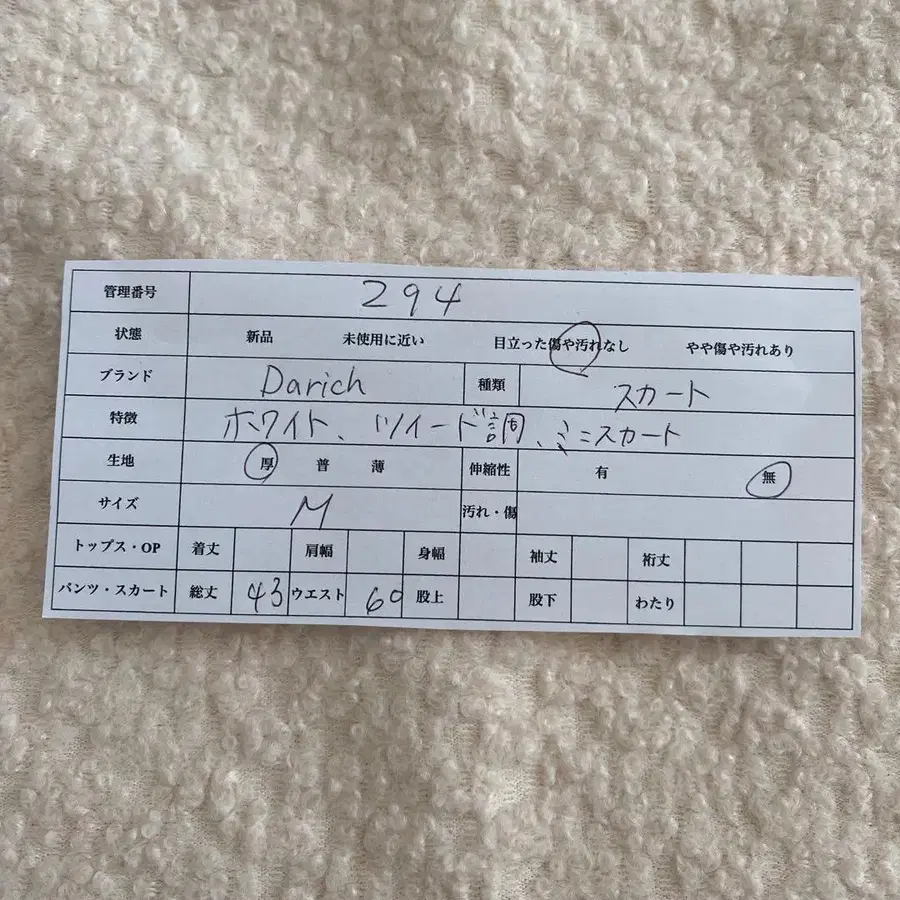 管理番号 294
状態 新品 未使用に近い 目立った傷や汚れなし やや傷や汚れあり
ブランド Darich 種類 スカート
特徴 ホワイト、ツイード調、ミニスカート
生地 厚 普 薄 伸縮性 有 無
サイズ M 汚れ・傷
トップス・OP 着丈 肩幅 身幅 袖丈 裄丈
パンツ・スカート 総丈 43 ウエスト 60 股上 股下 わたり